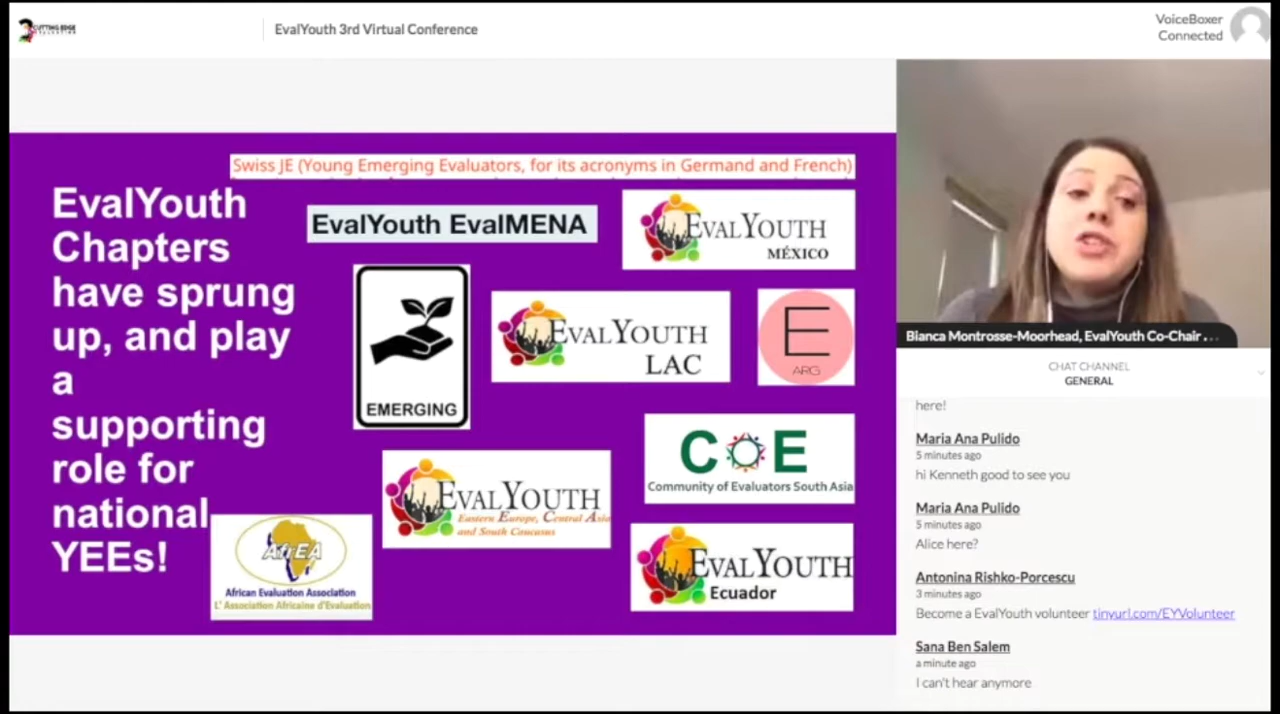 CUTTING EDGE
EvalYouth 3rd Virtual Conference
VoiceBoxer
Connected
Swiss JE (Young Emerging Evaluators, for its acronyms in Germand and French)
EvalYouth
Chapters
have sprung
up, and play
a
supporting
role for
national
YEEs!
EvalYouth EvalMENA
EVALYOUTH
MÉXICO
EMERGING
EVALYOUTH
LAC
E
ARG
COE
Community of Evaluators South Asia
EVALYOUTH
Eastern Europe, Central Asia
and South Caucasus
AfrEA
African Evaluation Association
L' Association Africaine d'Evaluation
EVALYOUTH
Ecuador
Bianca Montrosse-Moorhead, EvalYouth Co-Chair ...
CHAT CHANNEL
GENERAL
here!
Maria Ana Pulido
5 minutes ago
hi Kenneth good to see you
Maria Ana Pulido
5 minutes ago
Alice here?
Antonina Rishko-Porcescu
3 minutes ago
Become a EvalYouth volunteer tinyurl.com/EYVolunteer
Sana Ben Salem
a minute ago
I can't hear anymore